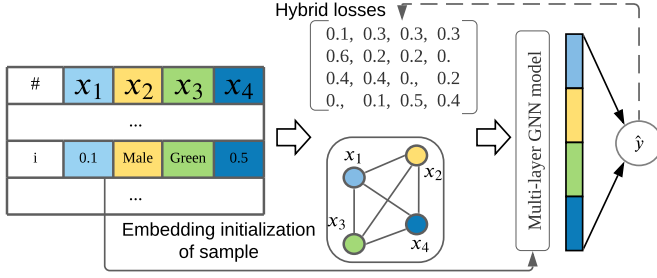 Hybrid losses
0.1, 0.3, 0.3, 0.3
0.6, 0.2, 0.2, 0.
0.4, 0.4, 0., 0.2
0., 0.1, 0.5, 0.4
# x1 x2 x3 x4
...
i 0.1 Male Green 0.5
...
Embedding initialization
of sample
x1
x2
x3
x4
Multi-layer GNN model
ŷ